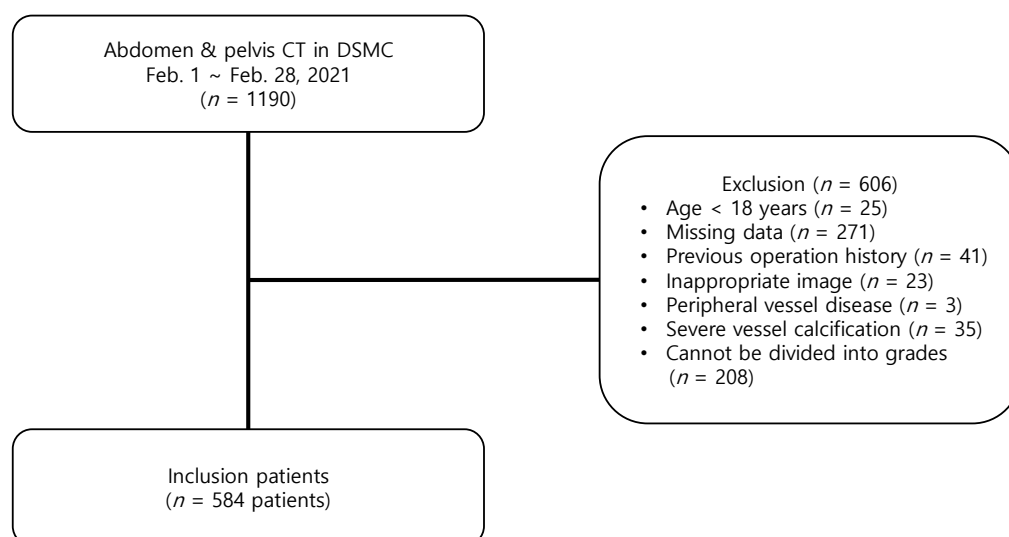 Abdomen & pelvis CT in DSMC
Feb. 1 ~ Feb. 28, 2021
(n = 1190)
Exclusion (n = 606)
• Age < 18 years (n = 25)
• Missing data (n = 271)
• Previous operation history (n = 41)
• Inappropriate image (n = 23)
• Peripheral vessel disease (n = 3)
• Severe vessel calcification (n = 35)
• Cannot be divided into grades
(n = 208)
Inclusion patients
(n = 584 patients)